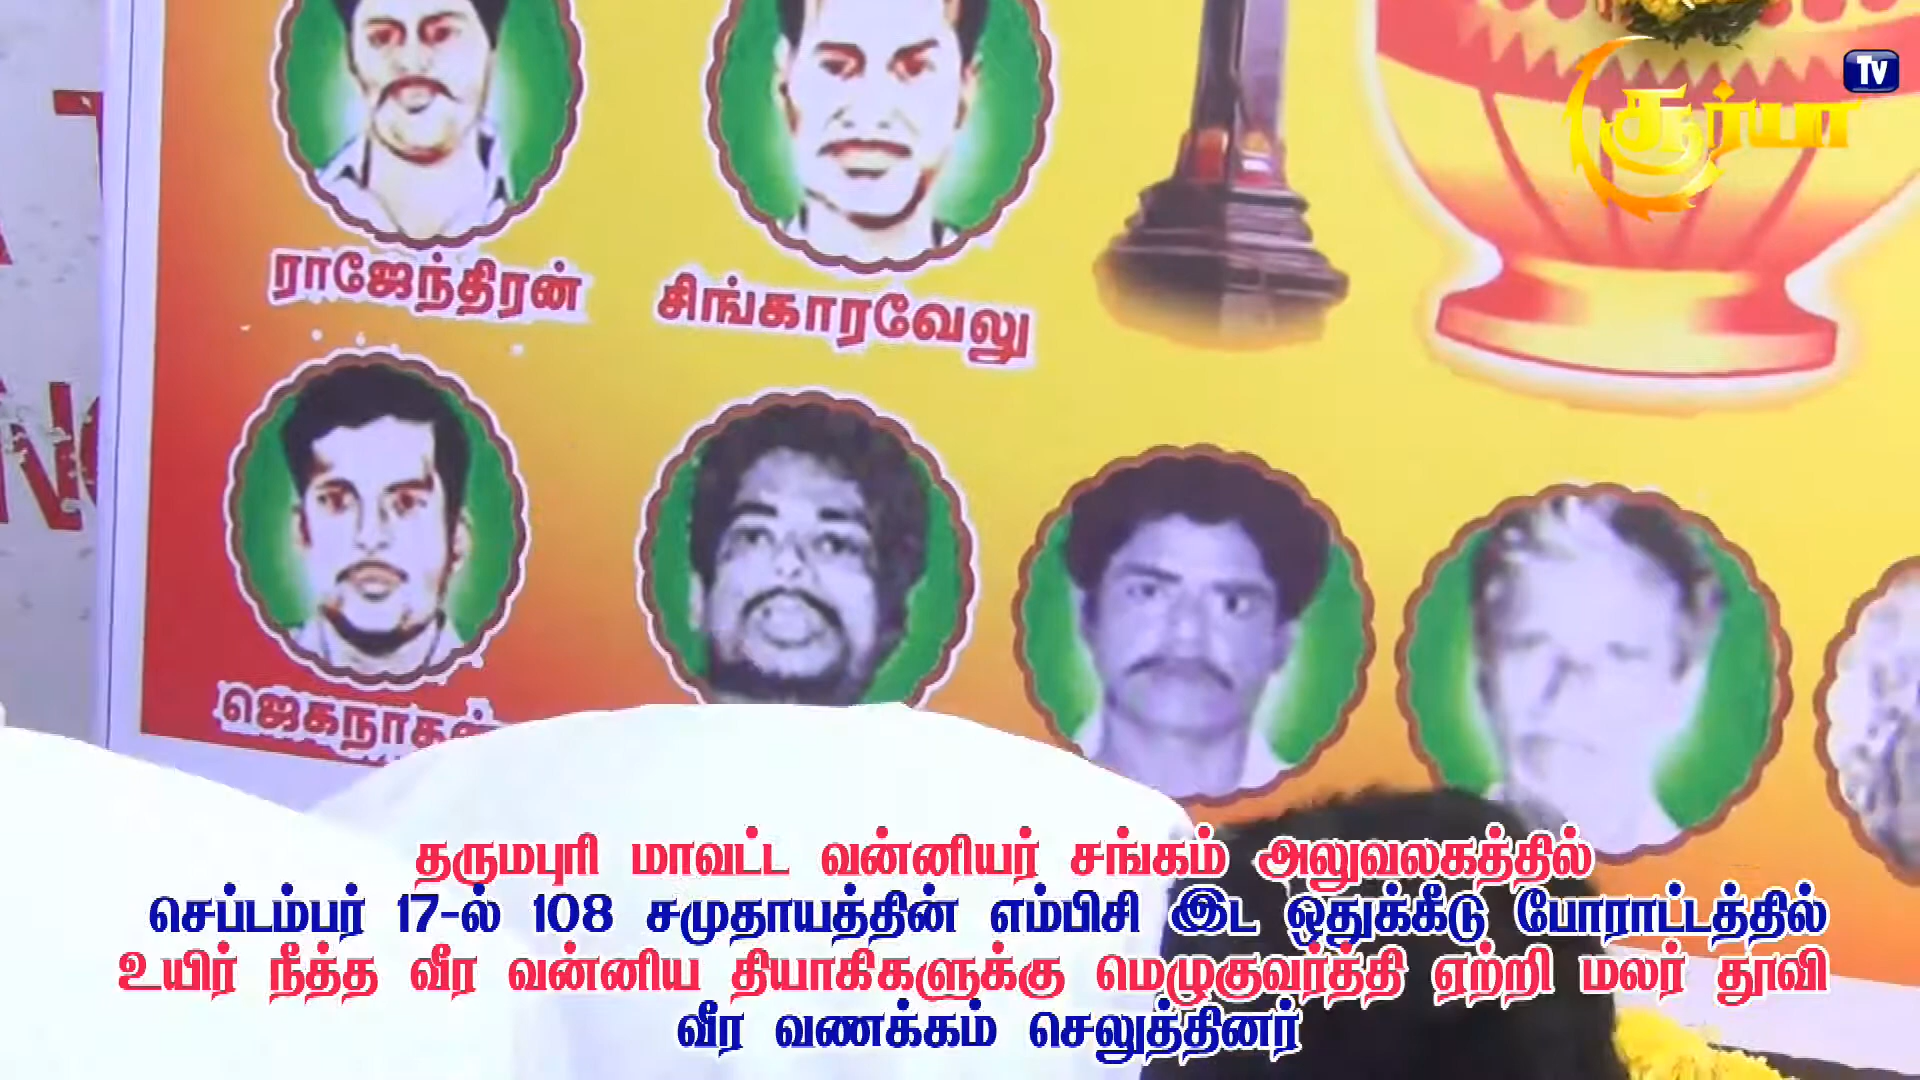 Tv
சூர்யா
ராஜேந்திரன்
சிங்காரவேலு
ஜெகநாதன்
தருமபுரி மாவட்ட வன்னியர் சங்கம் அலுவலகத்தில்
செப்டம்பர் 17-ல் 108 சமுதாயத்தின் எம்பிசி இட ஒதுக்கீடு போராட்டத்தில்
உயிர் நீத்த வீர வன்னிய தியாகிகளுக்கு மெழுகுவர்த்தி ஏற்றி மலர் தூவி
வீர வணக்கம் செலுத்தினர்